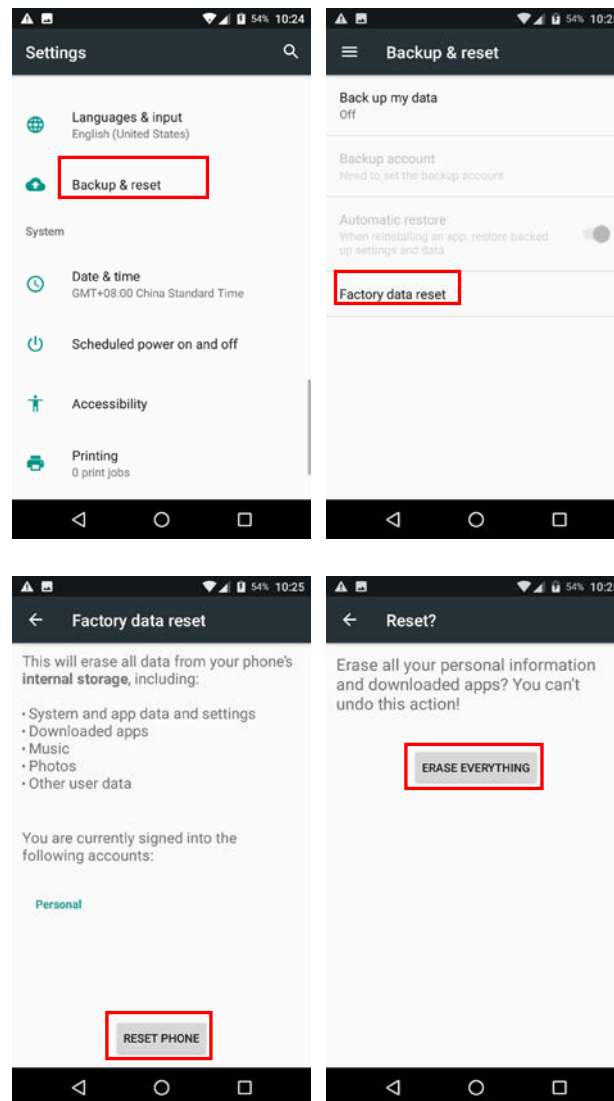 54% 10:24
Settings
Languages & input
English (United States)
Backup & reset
System
Date & time
GMT+08:00 China Standard Time
Scheduled power on and off
Accessibility
Printing
0 print jobs
54% 10:2
Backup & reset
Back up my data
Off
Backup account
Need to set the backup account.
Automatic restore
When reinstalling an app, restore backed
up settings and data.
Factory data reset
54% 10:25
Factory data reset
This will erase all data from your phone's
internal storage, including:
• System and app data and settings
• Downloaded apps
• Music
• Photos
• Other user data
You are currently signed into the
following accounts:
Personal
RESET PHONE
54% 10:2
Reset?
Erase all your personal information
and downloaded apps? You can't
undo this action!
ERASE EVERYTHING